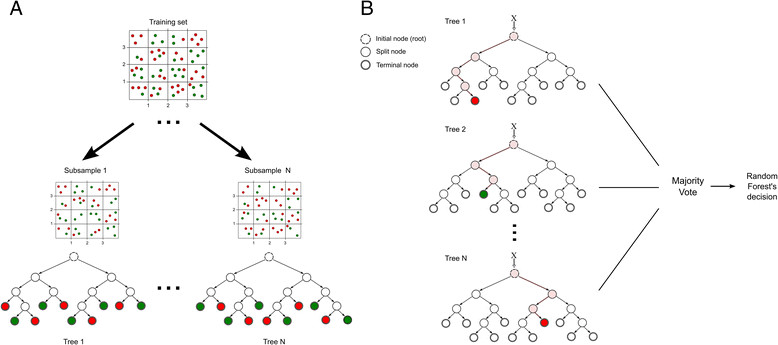 A
Training set
3
2
1
1 2 3
...
Subsample 1
3
2
1
1 2 3
Subsample N
3
2
1
1 2 3
...
Tree 1
Tree N
B
Initial node (root)
Split node
Terminal node
Tree 1
X
Tree 2
X
Tree N
X
Majority
Vote
Random
Forest's
decision